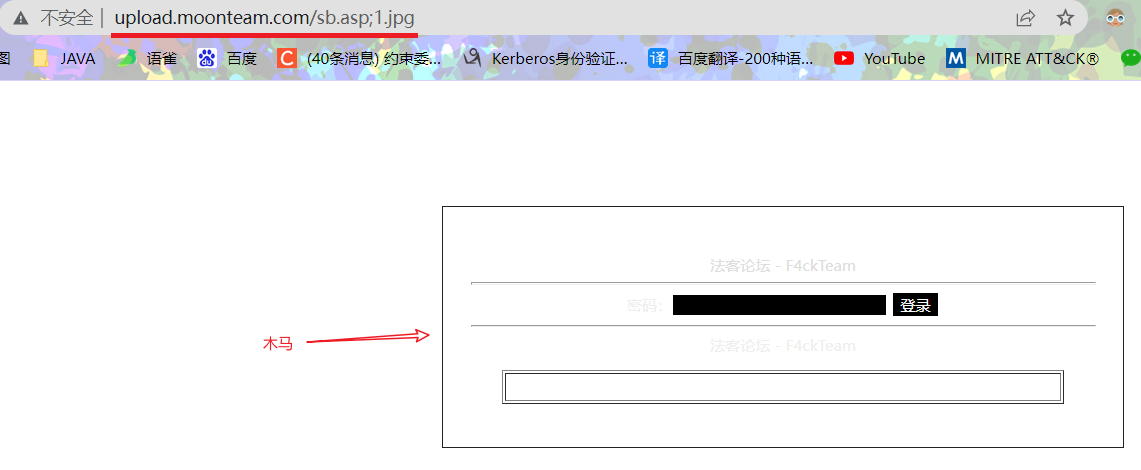 不安全 | upload.moonteam.com/sb.asp;1.jpg
图 JAVA 语雀 百度 C (40条消息) 约束委... Kerberos身份验证... 译 百度翻译-200种语... YouTube M MITRE ATT&CK®
法客论坛 - F4ckTeam
密码: 登录
木马
法客论坛 - F4ckTeam